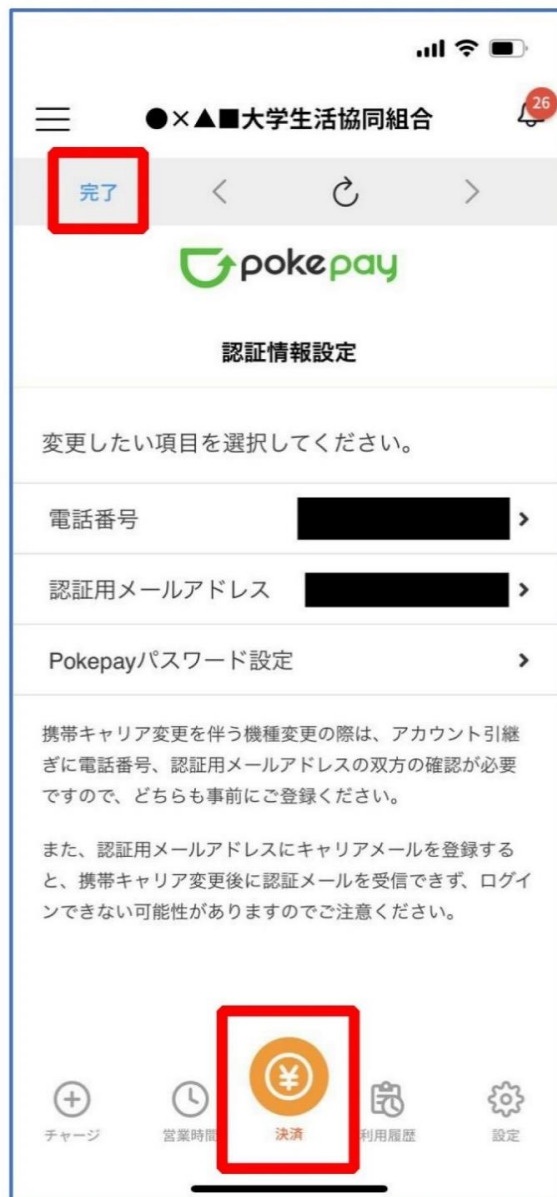 ●×▲■大学生活協同組合
26
完了
pokepay
認証情報設定
変更したい項目を選択してください。
電話番号
認証用メールアドレス
Pokepayパスワード設定
携帯キャリア変更を伴う機種変更の際は、アカウント引継
ぎに電話番号、認証用メールアドレスの双方の確認が必要
ですので、どちらも事前にご登録ください。
また、認証用メールアドレスにキャリアメールを登録する
と、携帯キャリア変更後に認証メールを受信できず、ログイ
ンできない可能性がありますのでご注意ください。
チャージ
営業時間
決済
利用履歴
設定